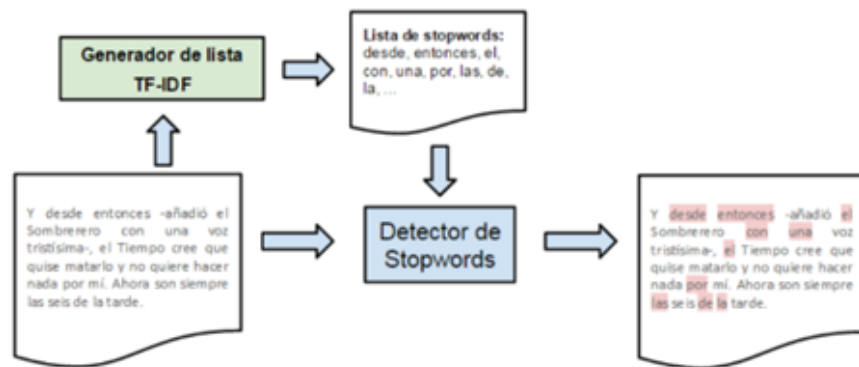 Generador de lista
TF-IDF
Lista de stopwords:
desde, entonces, el,
con, una, por, las, de,
la, ...
Y desde entonces -añadió el
Sombrerero con una voz
tristísima-, el Tiempo cree que
quise matarlo y no quiere hacer
nada por mí. Ahora son siempre
las seis de la tarde.
Detector de
Stopwords
Y desde entonces -añadió el
Sombrerero con una voz
tristísima-, el Tiempo cree que
quise matarlo y no quiere hacer
nada por mí. Ahora son siempre
las seis de la tarde.